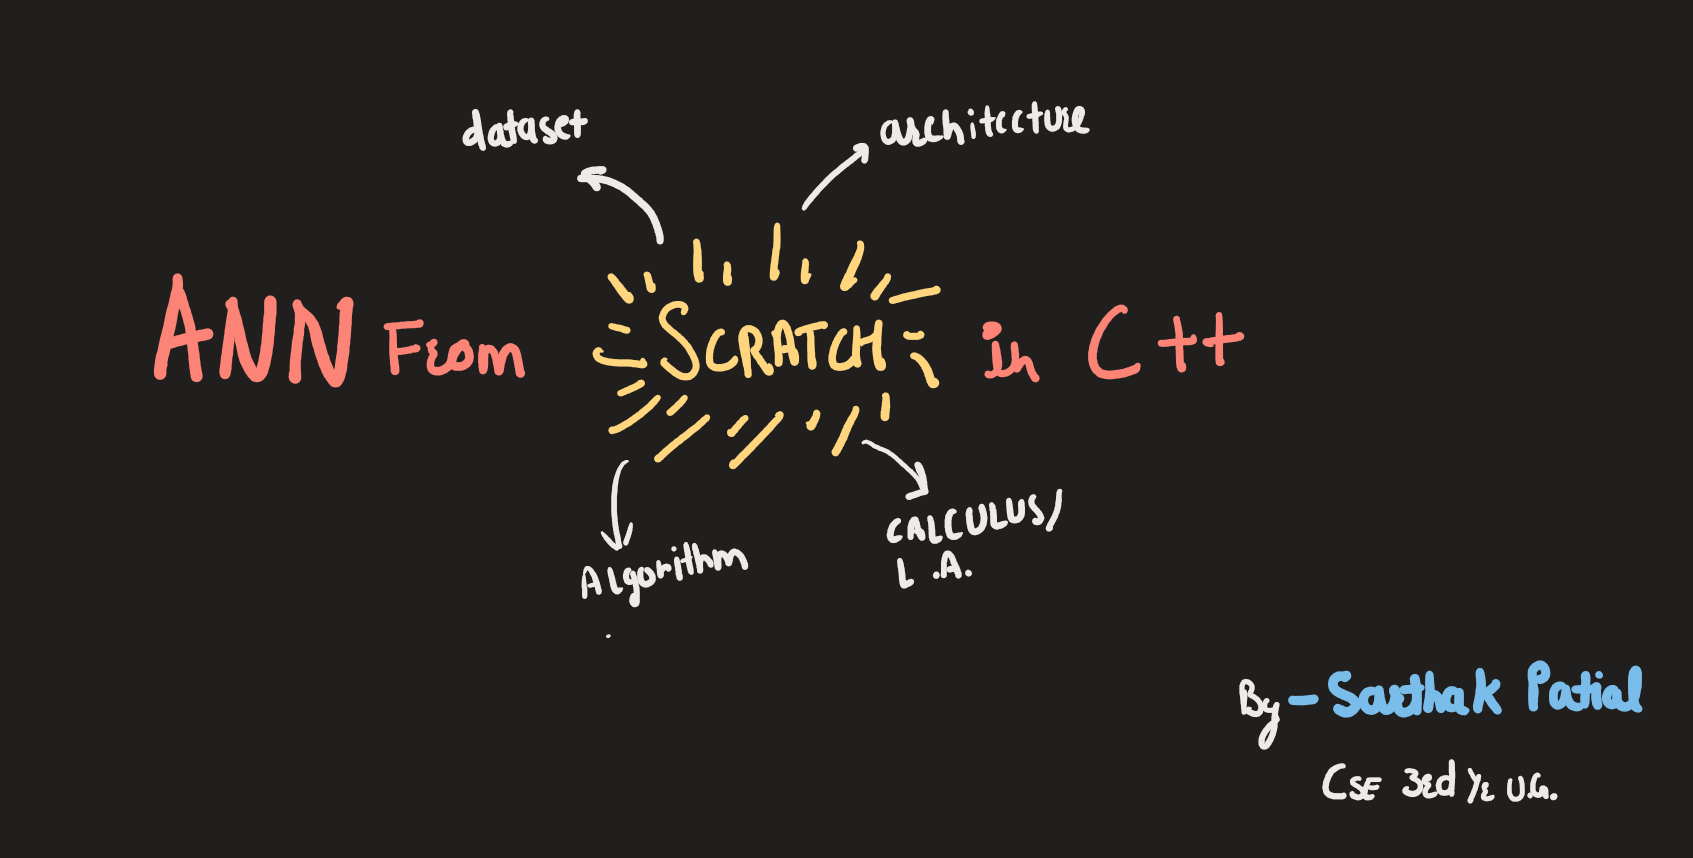 dataset
architecture
ANN From SCRATCH in C++
Algorithm
CALCULUS/
L.A.
By - Sarthak Patial
CSE 3rd Yr U.G.